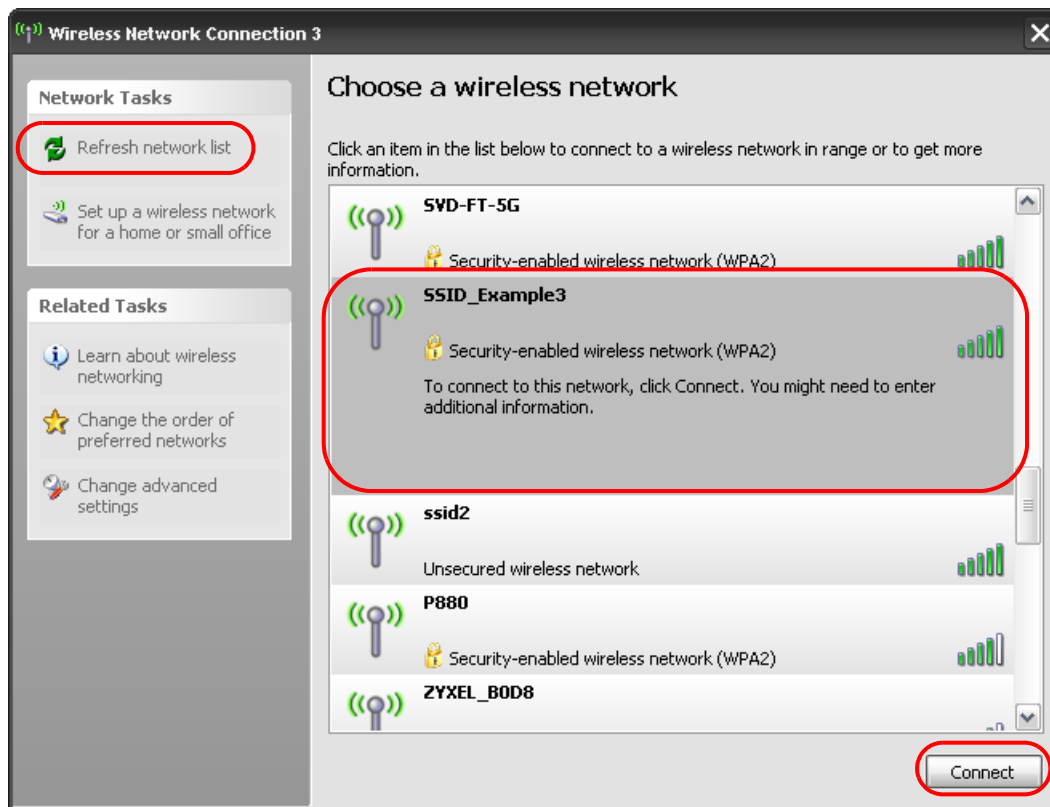 Wireless Network Connection 3
Network Tasks
Refresh network list
Set up a wireless network
for a home or small office
Related Tasks
Learn about wireless
networking
Change the order of
preferred networks
Change advanced
settings
Choose a wireless network
Click an item in the list below to connect to a wireless network in range or to get more
information.
SVD-FT-5G
Security-enabled wireless network (WPA2)
SSID_Example3
Security-enabled wireless network (WPA2)
To connect to this network, click Connect. You might need to enter
additional information.
ssid2
Unsecured wireless network
P880
Security-enabled wireless network (WPA2)
ZYXEL_B0D8
Connect